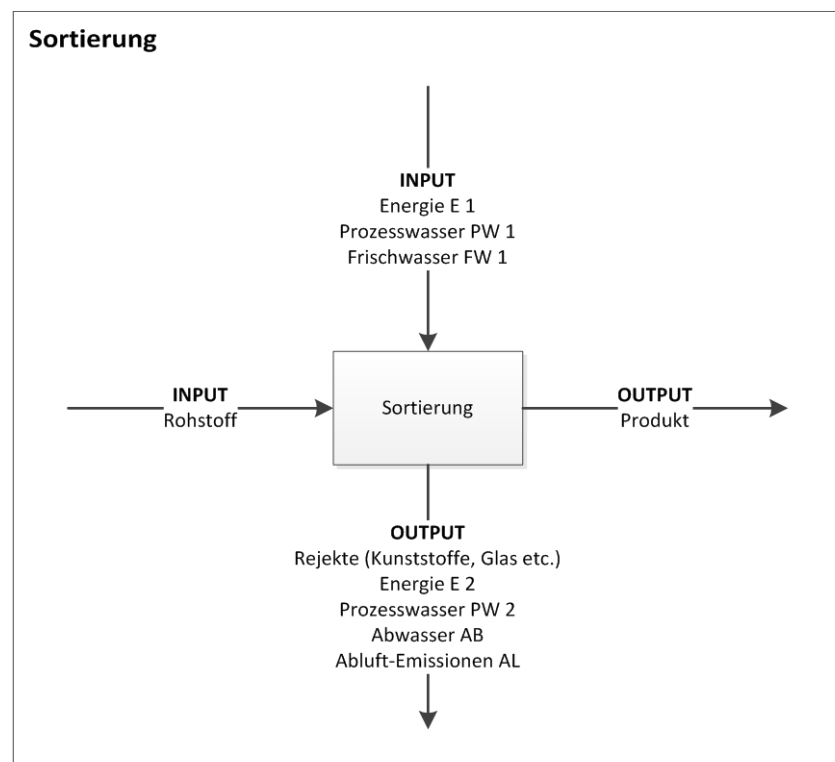 Sortierung
INPUT
Energie E 1
Prozesswasser PW 1
Frischwasser FW 1
INPUT
Rohstoff
Sortierung
OUTPUT
Produkt
OUTPUT
Rejekte (Kunststoffe, Glas etc.)
Energie E 2
Prozesswasser PW 2
Abwasser AB
Abluft-Emissionen AL